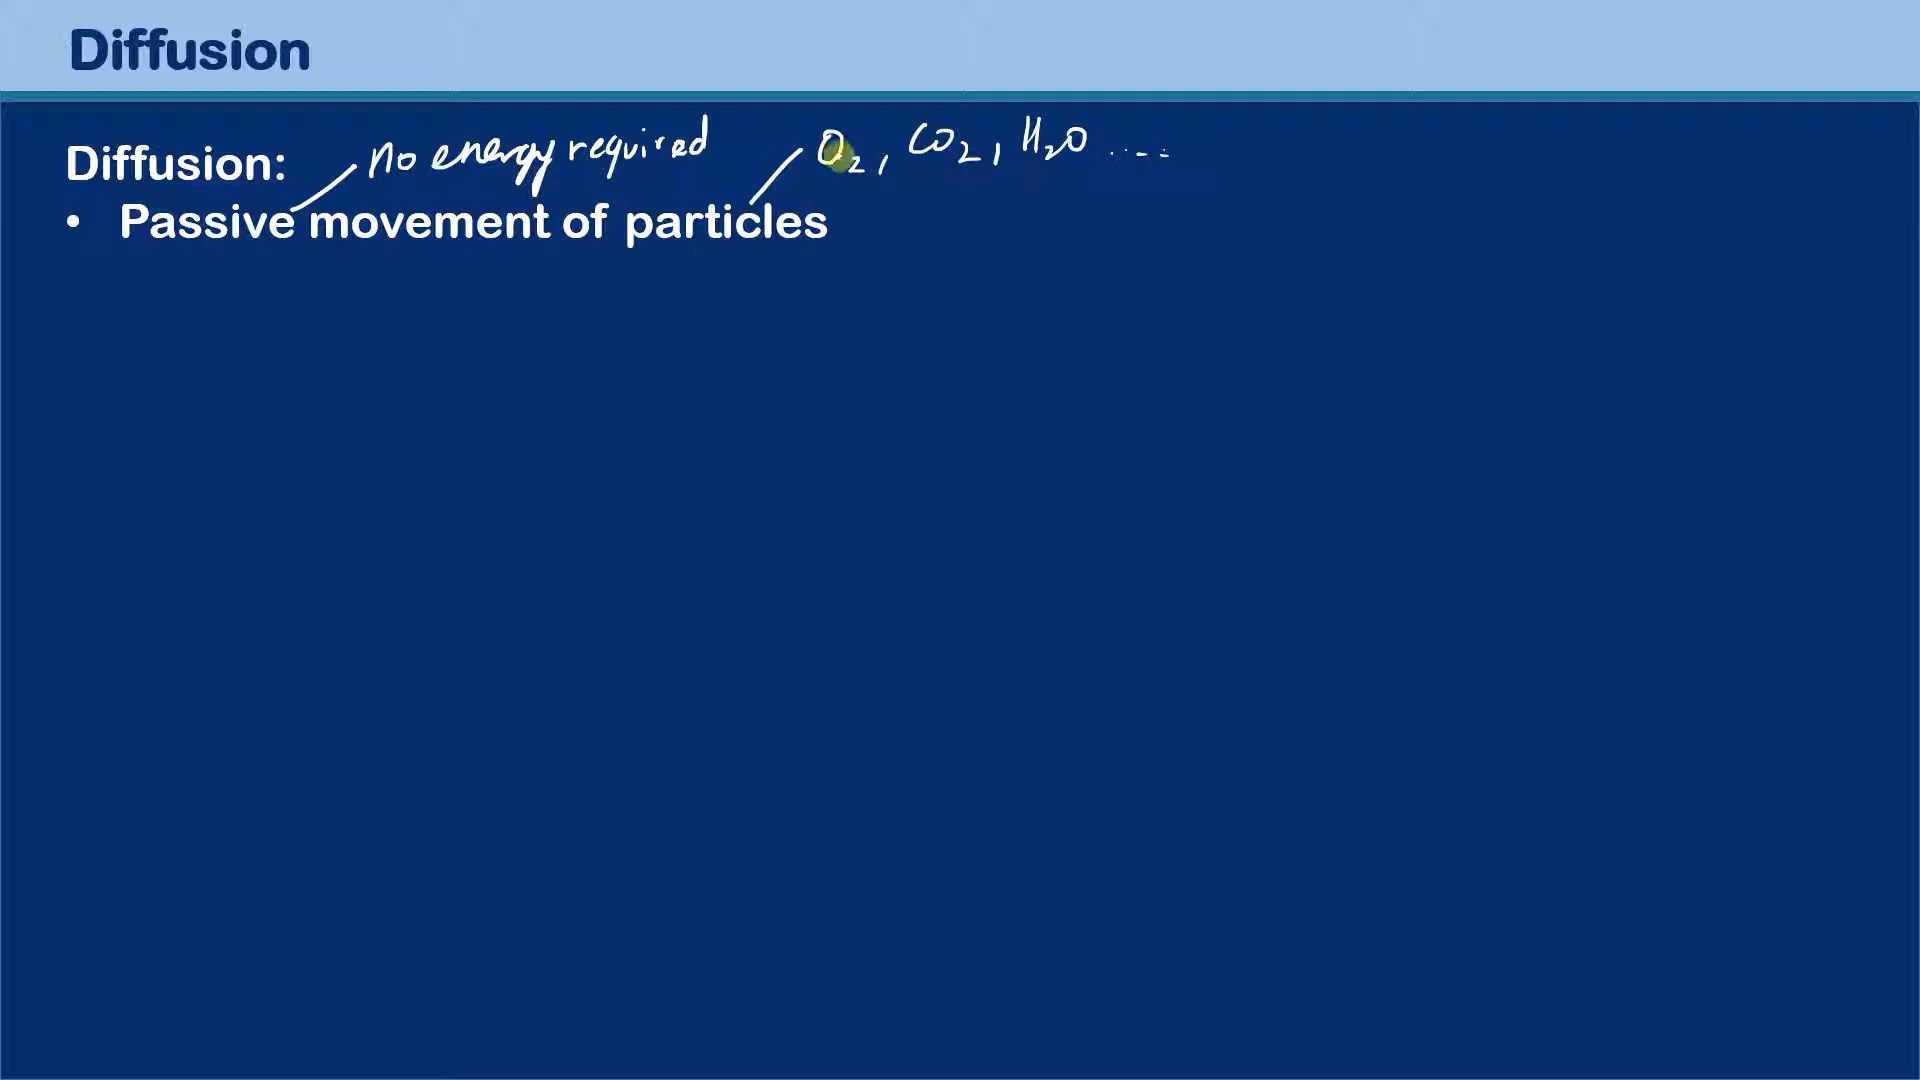 Diffusion
Diffusion:
no energy required
O₂, CO₂, H₂O ....
• Passive movement of particles